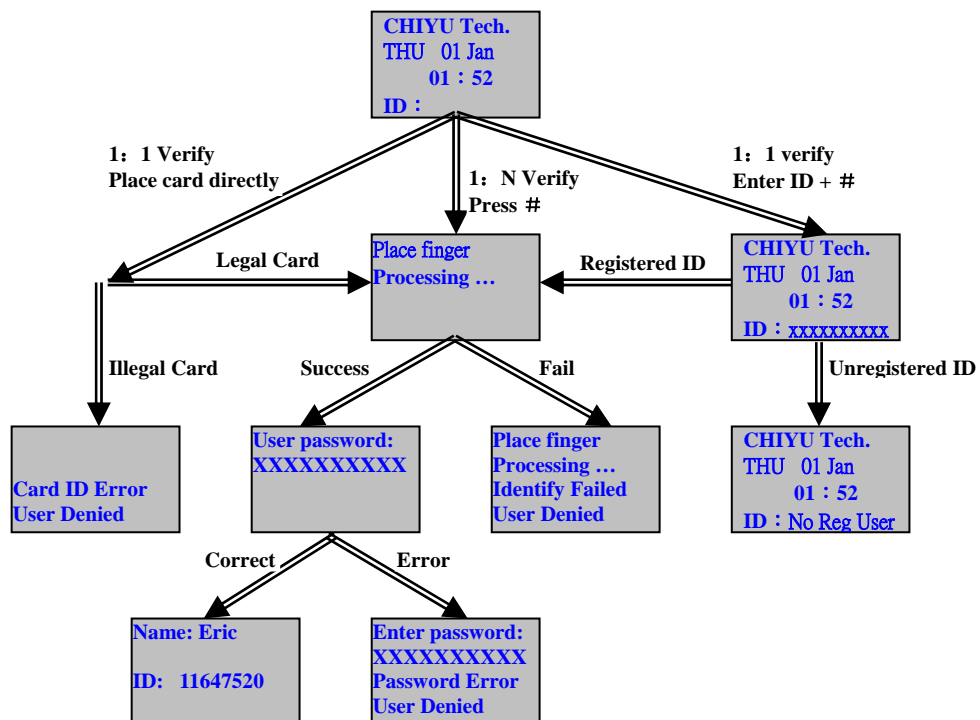 CHIYU Tech.
THU 01 Jan
01：52
ID：
1：1 Verify
Place card directly
1：N Verify
Press ＃
1：1 verify
Enter ID + ＃
Legal Card
Place finger
Processing …
Registered ID
CHIYU Tech.
THU 01 Jan
01：52
ID：xxxxxxxxxx
Illegal Card
Success
Fail
Unregistered ID
Card ID Error
User Denied
User password:
XXXXXXXXXX
Place finger
Processing …
Identify Failed
User Denied
CHIYU Tech.
THU 01 Jan
01：52
ID：No Reg User
Correct
Error
Name: Eric
ID: 11647520
Enter password:
XXXXXXXXXX
Password Error
User Denied